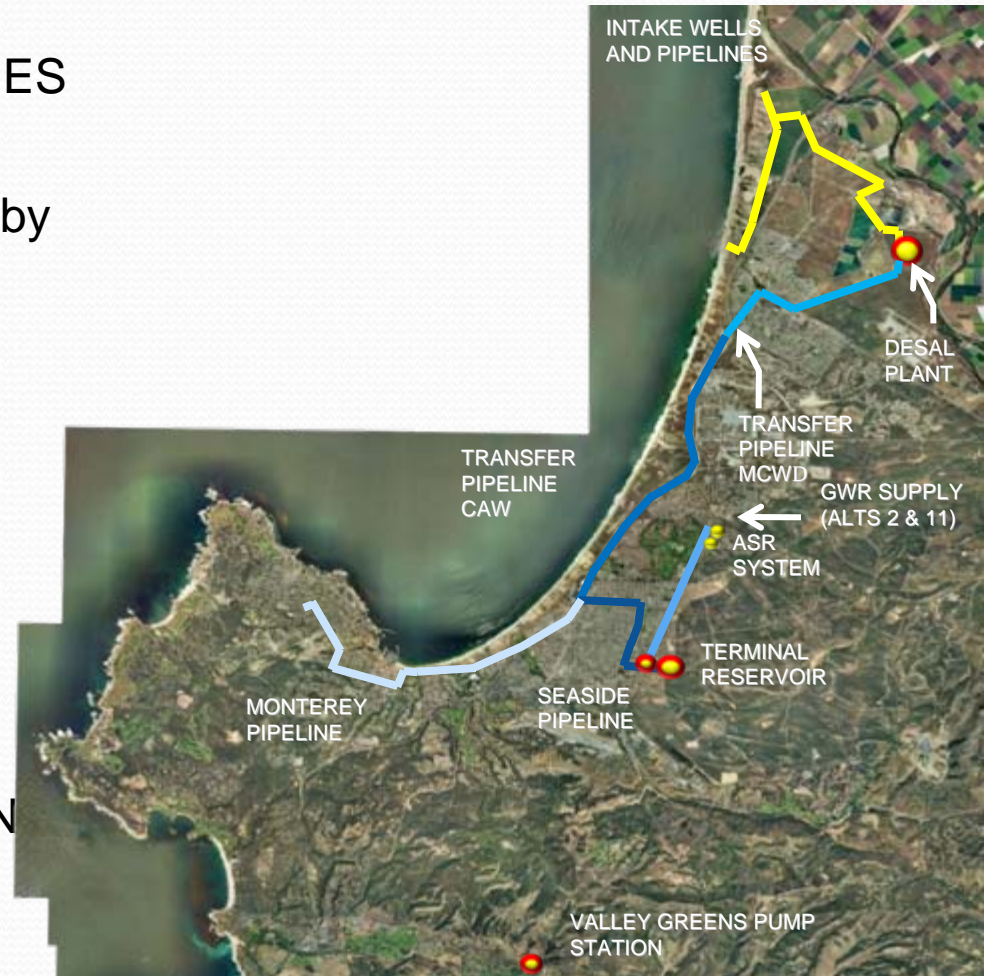 ES
by
N
INTAKE WELLS
AND PIPELINES
DESAL
PLANT
TRANSFER
PIPELINE
MCWD
TRANSFER
PIPELINE
CAW
GWR SUPPLY
(ALTS 2 & 11)
ASR
SYSTEM
TERMINAL
RESERVOIR
SEASIDE
PIPELINE
MONTEREY
PIPELINE
VALLEY GREENS PUMP
STATION